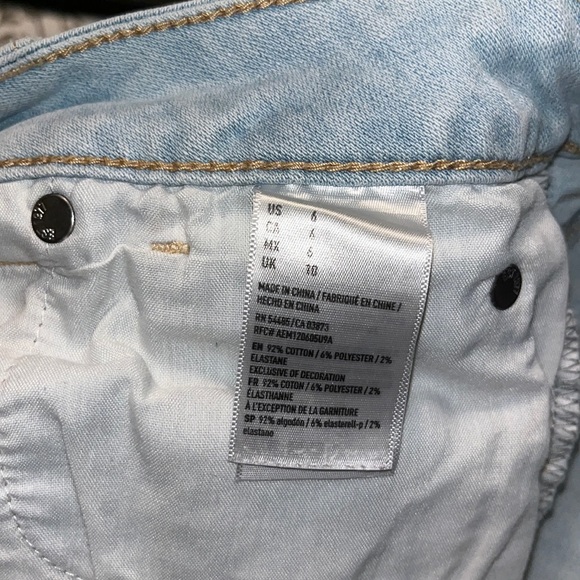 US 6
CA 6
MX 6
UK 10
MADE IN CHINA / FABRIQUÉ EN CHINE /
HECHO EN CHINA
RN 54485 / CA 03873
RFC# AEM120605U9A
EN 92% COTTON / 6% POLYESTER / 2%
ELASTANE
EXCLUSIVE OF DECORATION
FR 92% COTTON / 6% POLYESTER / 2%
ÉLASTHANNE
À L'EXCEPTION DE LA GARNITURE
SP 92% algodón / 6% elasterell-p / 2%
elastano